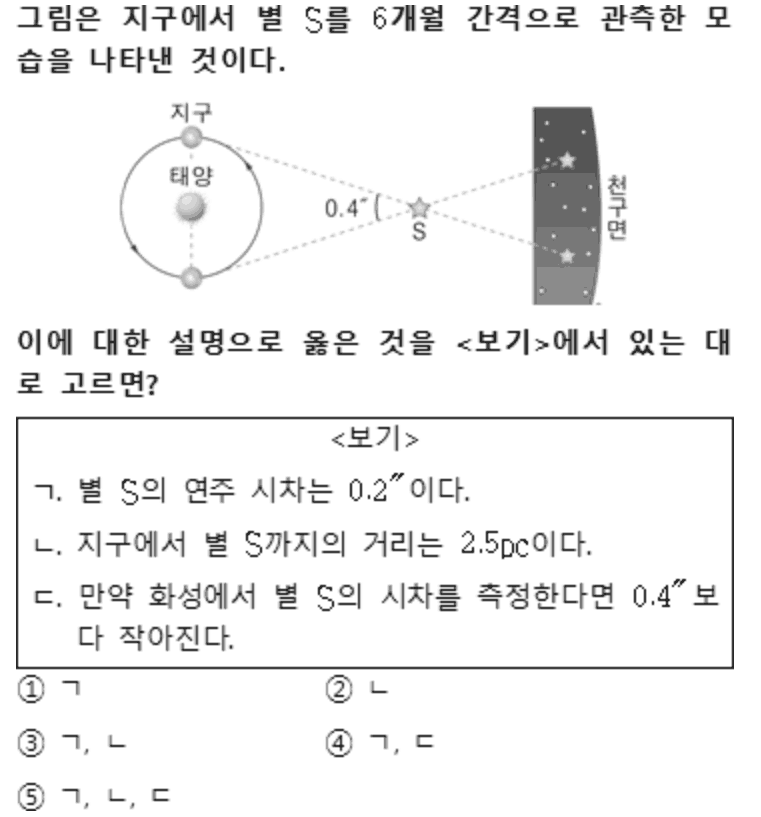 그림은 지구에서 별 S를 6개월 간격으로 관측한 모
습을 나타낸 것이다.
지구
태양
0.4″
S
천구면
이에 대한 설명으로 옳은 것을 <보기>에서 있는 대
로 고르면?
<보기>
ㄱ. 별 S의 연주 시차는 0.2″이다.
ㄴ. 지구에서 별 S까지의 거리는 2.5pc이다.
ㄷ. 만약 화성에서 별 S의 시차를 측정한다면 0.4″보
다 작아진다.
① ㄱ ② ㄴ
③ ㄱ, ㄴ ④ ㄱ, ㄷ
⑤ ㄱ, ㄴ, ㄷ